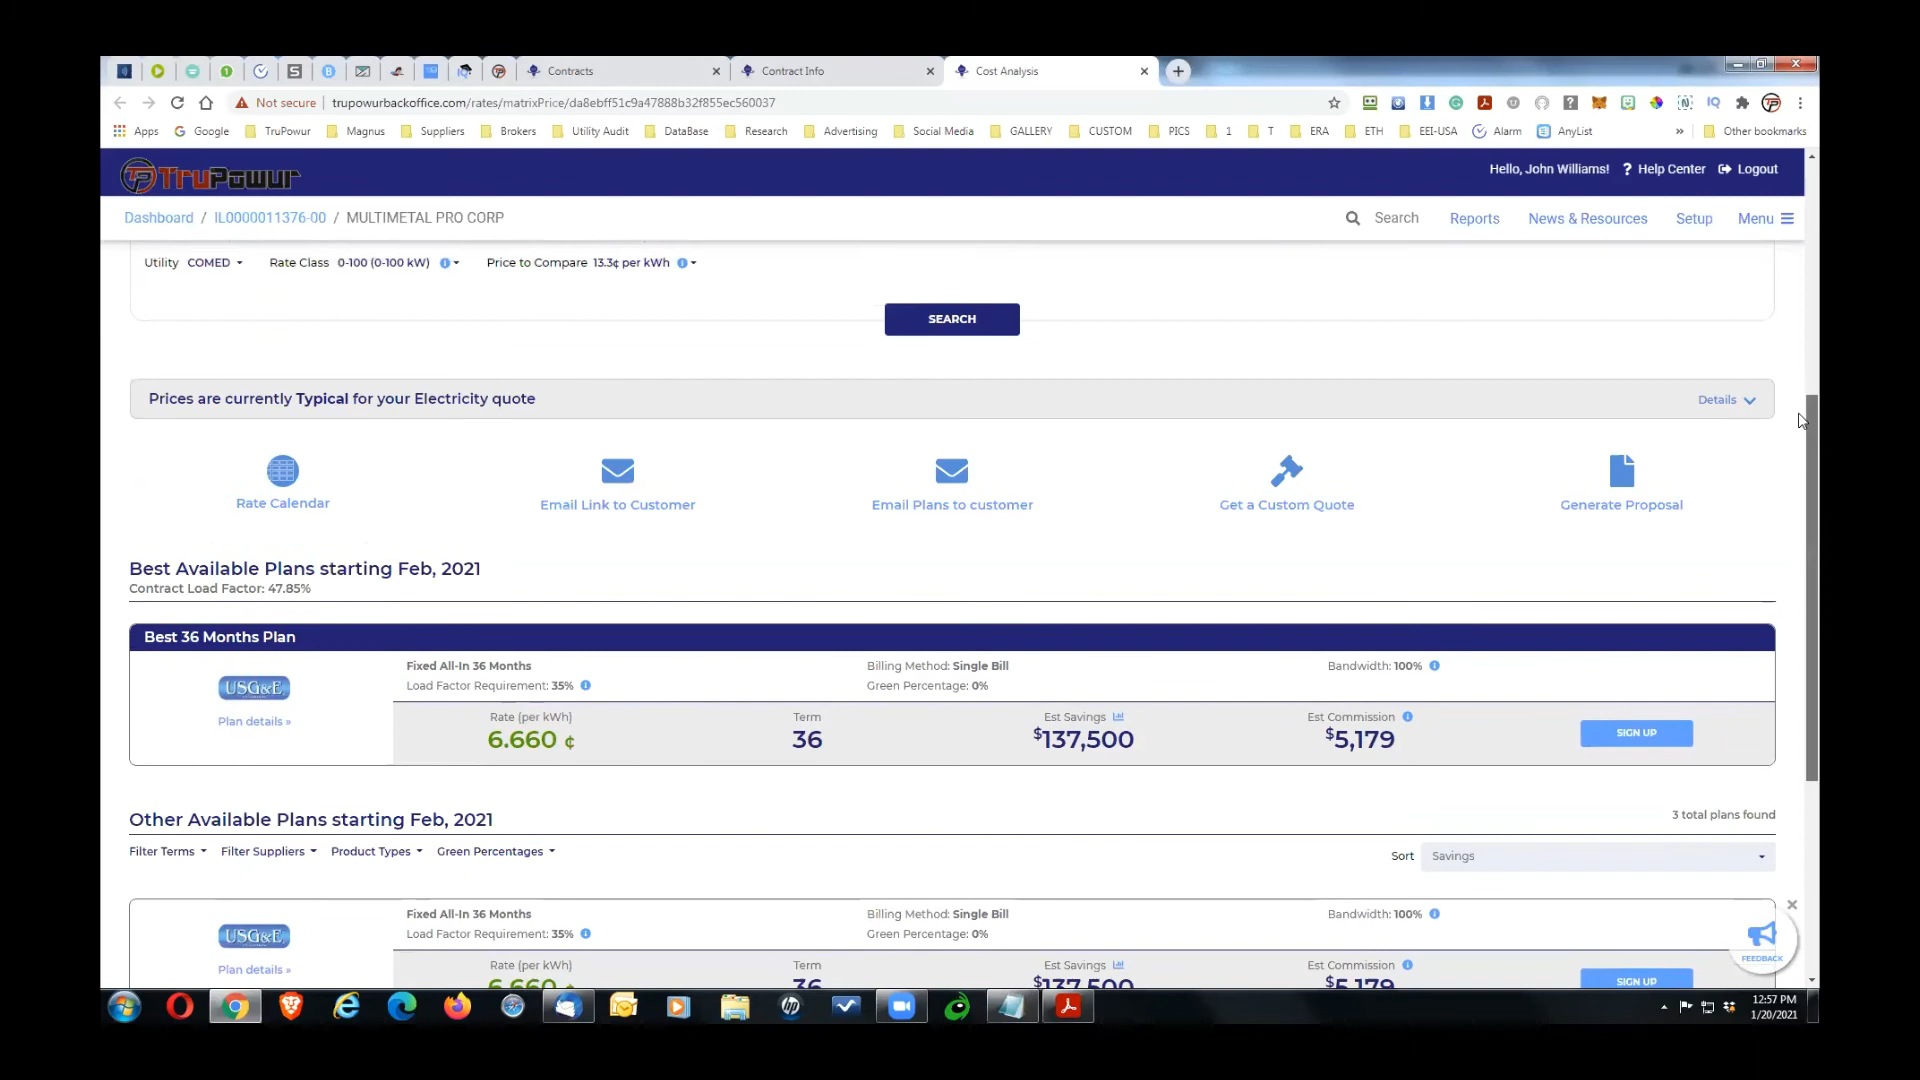 Contracts
Contract Info
Cost Analysis
Not secure | trupowurbackoffice.com/rates/matrixPrice/da8ebff51c9a47888b32f855ec560037
Apps Google TruPowur Magnus Suppliers Brokers Utility Audit DataBase Research Advertising Social Media GALLERY CUSTOM PICS 1 T ERA ETH EEI-USA Alarm AnyList » Other bookmarks
TruPowur
Hello, John Williams! ? Help Center Logout
Dashboard / IL0000011376-00 / MULTIMETAL PRO CORP
Search Reports News & Resources Setup Menu
Utility COMED Rate Class 0-100 (0-100 kW) Price to Compare 13.3¢ per kWh
SEARCH
Prices are currently Typical for your Electricity quote
Details
Rate Calendar
Email Link to Customer
Email Plans to customer
Get a Custom Quote
Generate Proposal
Best Available Plans starting Feb, 2021
Contract Load Factor: 47.85%
Best 36 Months Plan
USG&E
Plan details »
Fixed All-In 36 Months
Load Factor Requirement: 35%
Billing Method: Single Bill
Green Percentage: 0%
Bandwidth: 100%
Rate (per kWh)
6.660 ¢
Term
36
Est Savings
$137,500
Est Commission
$5,179
SIGN UP
Other Available Plans starting Feb, 2021
3 total plans found
Filter Terms Filter Suppliers Product Types Green Percentages
Sort Savings
USG&E
Plan details »
Fixed All-In 36 Months
Load Factor Requirement: 35%
Billing Method: Single Bill
Green Percentage: 0%
Bandwidth: 100%
Rate (per kWh)
6.660 ¢
Term
36
Est Savings
$137,500
Est Commission
$5,179
SIGN UP
FEEDBACK
12:57 PM
1/20/2021